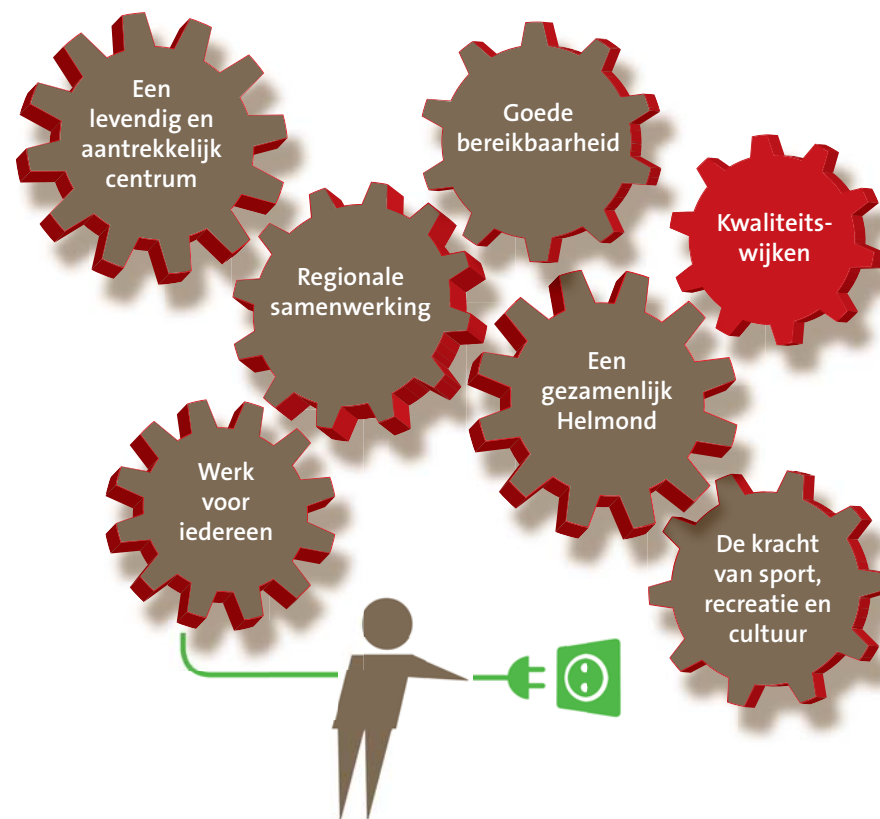 Een
levendig en
aantrekkelijk
centrum
Goede
bereikbaarheid
Kwaliteits-
wijken
Regionale
samenwerking
Een
gezamenlijk
Helmond
Werk
voor
iedereen
De kracht
van sport,
recreatie en
cultuur